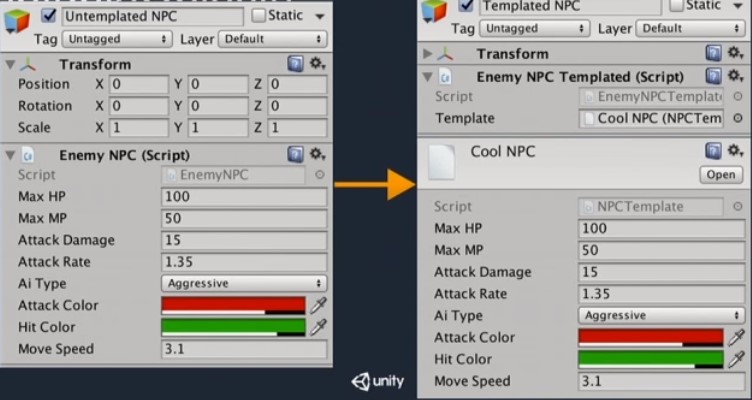 Untemplated NPC
Static
Tag Untagged Layer Default
Transform
Position X 0 Y 0 Z 0
Rotation X 0 Y 0 Z 0
Scale X 1 Y 1 Z 1
Enemy NPC (Script)
Script EnemyNPC
Max HP 100
Max MP 50
Attack Damage 15
Attack Rate 1.35
Ai Type Aggressive
Attack Color
Hit Color
Move Speed 3.1
Templated NPC
Static
Tag Untagged Layer Default
Transform
Enemy NPC Templated (Script)
Script EnemyNPCTemplate
Template Cool NPC (NPCTem
Cool NPC
Open
Script NPCTemplate
Max HP 100
Max MP 50
Attack Damage 15
Attack Rate 1.35
Ai Type Aggressive
Attack Color
Hit Color
Move Speed 3.1
unity